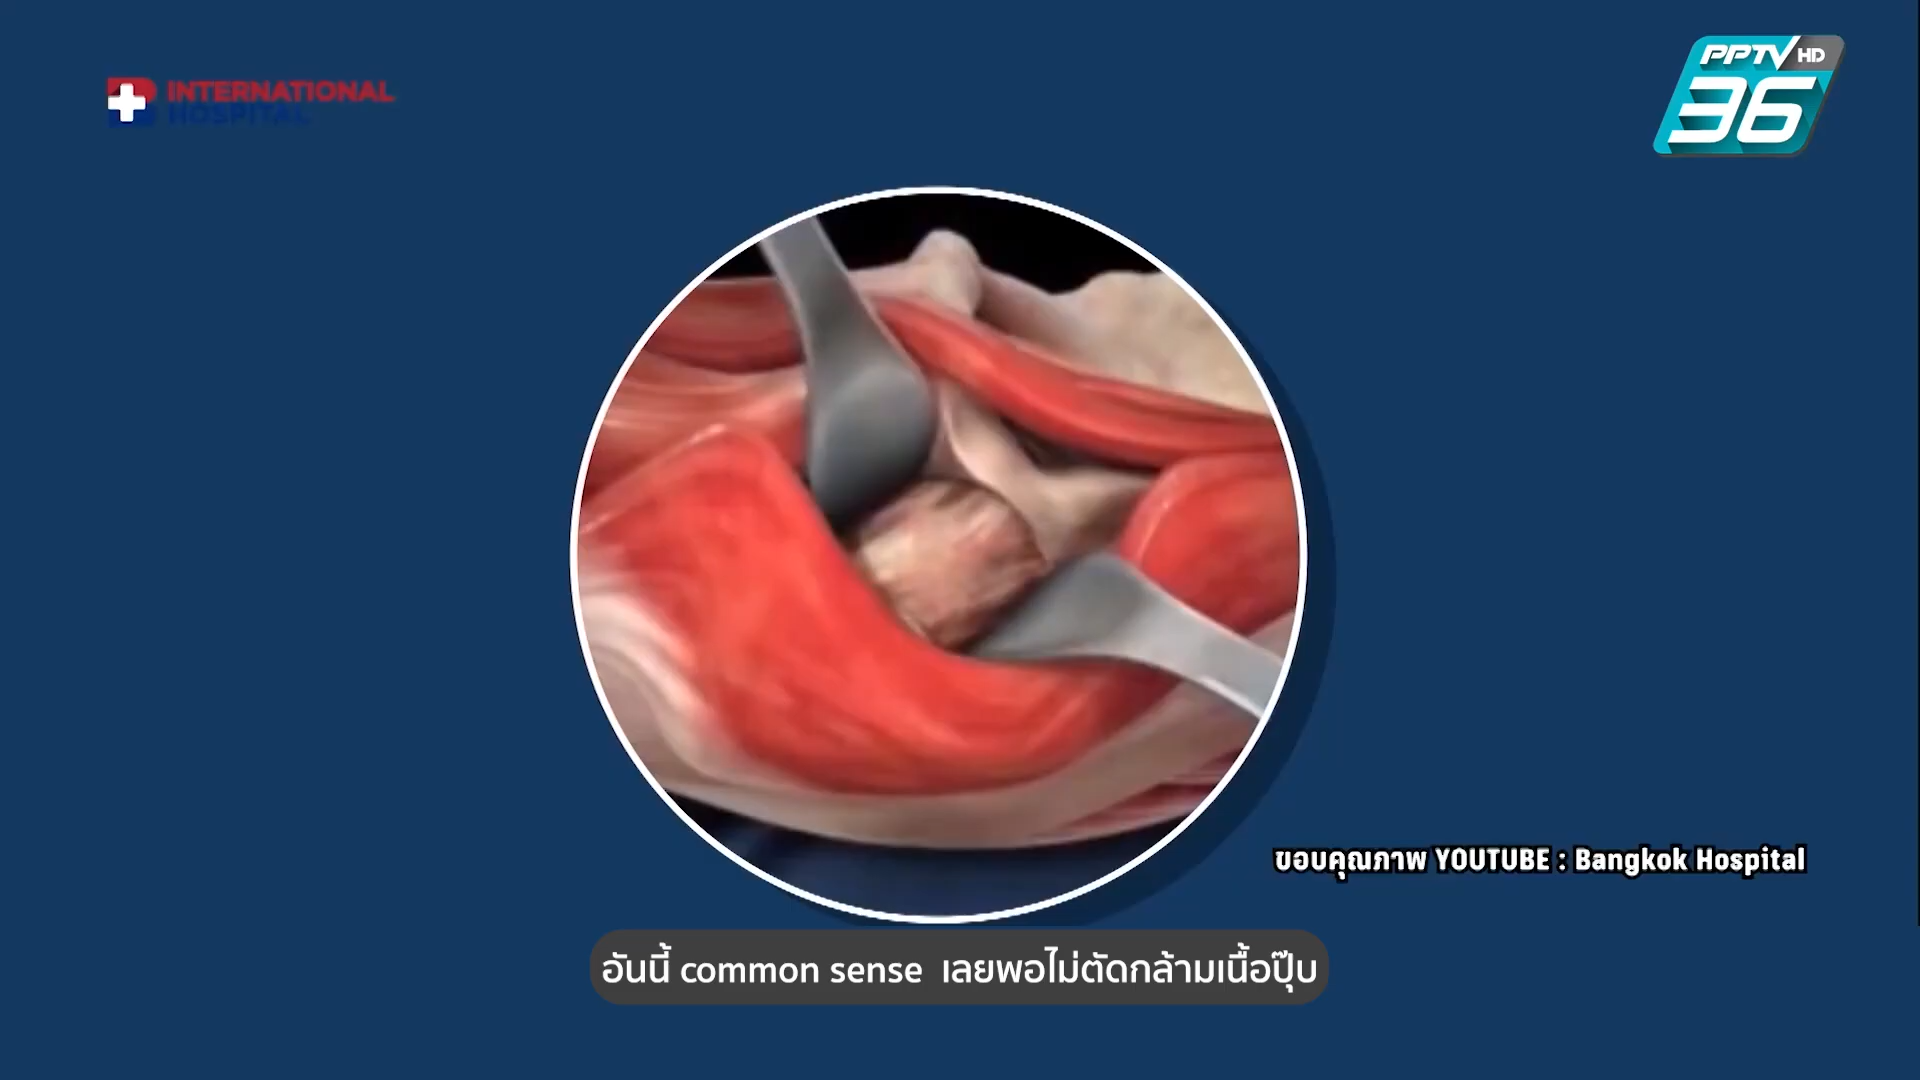 INTERNATIONAL
HOSPITAL
PPTV HD
36
ขอบคุณภาพ YOUTUBE : Bangkok Hospital
อันนี้ common sense เลยพอไม่ตัดกล้ามเนื้อปุ๊บ